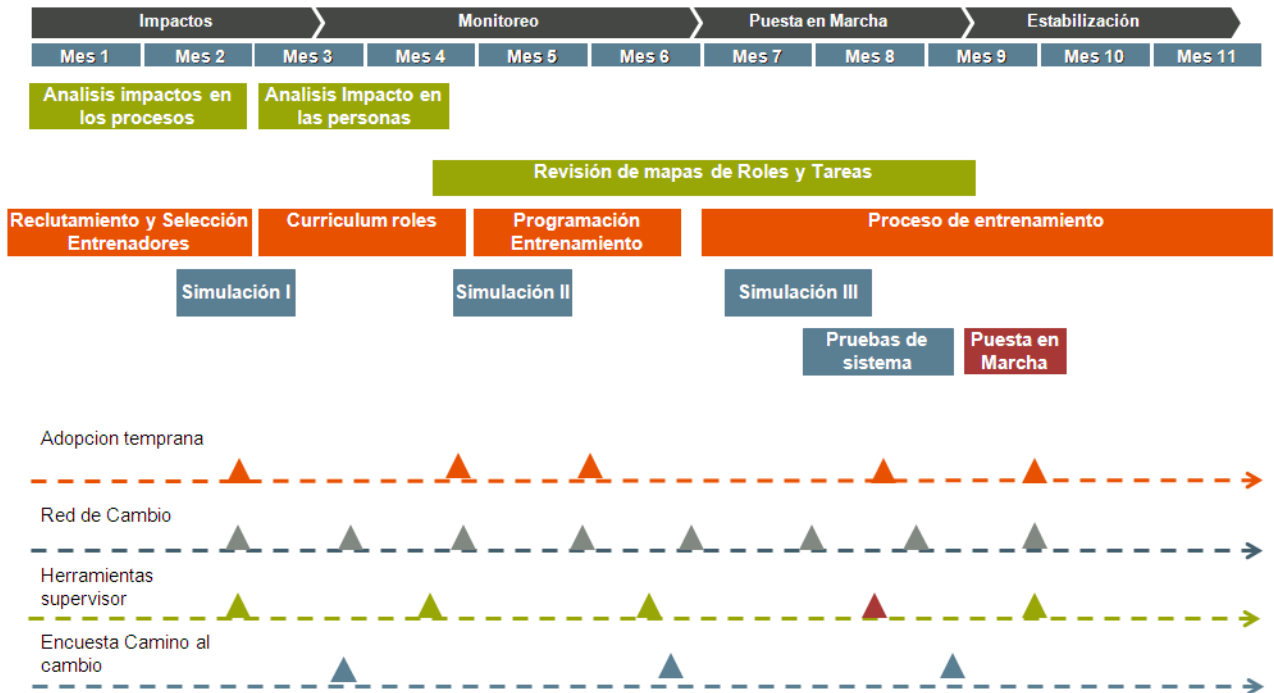 Impactos
Monitoreo
Puesta en Marcha
Estabilización
Mes 1
Mes 2
Mes 3
Mes 4
Mes 5
Mes 6
Mes 7
Mes 8
Mes 9
Mes 10
Mes 11
Analisis impactos en
los procesos
Analisis Impacto en
las personas
Revisión de mapas de Roles y Tareas
Reclutamiento y Selección
Entrenadores
Curriculum roles
Programación
Entrenamiento
Proceso de entrenamiento
Simulación I
Simulación II
Simulación III
Pruebas de
sistema
Puesta en
Marcha
Adopcion temprana
Red de Cambio
Herramientas
supervisor
Encuesta Camino al
cambio